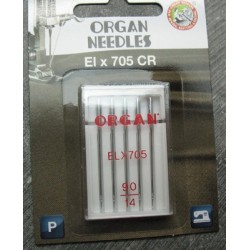 ORGAN
NEEDLES
El x 705 CR
ORGAN
ELX705
90
14
P